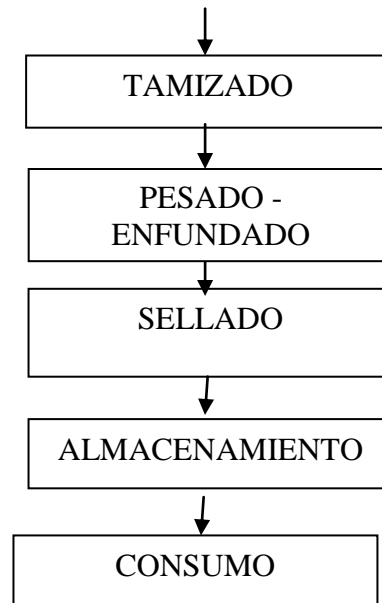 TAMIZADO
PESADO -
ENFUNDADO
SELLADO
ALMACENAMIENTO
CONSUMO